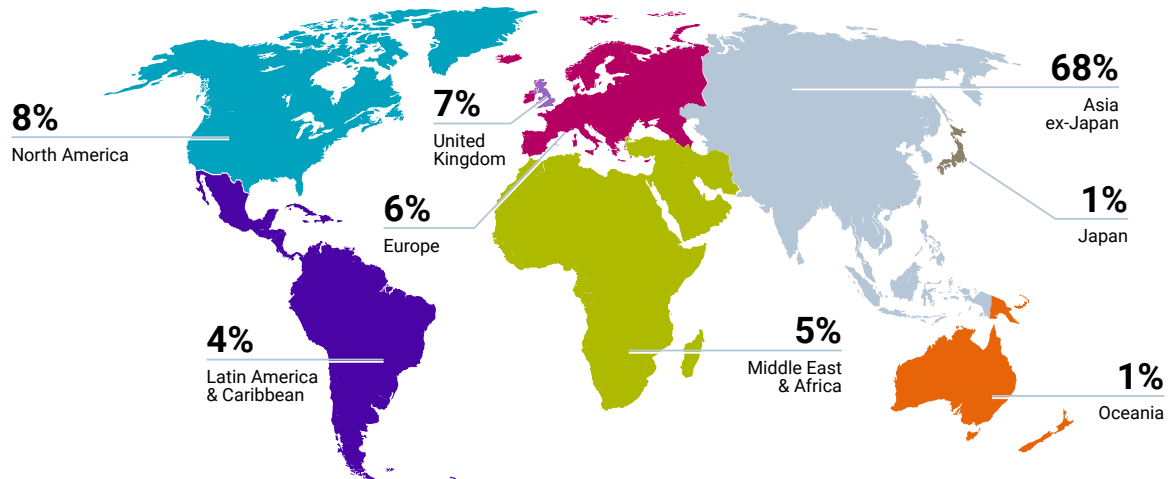 68%
Asia
ex-Japan
8%
North America
7%
United
Kingdom
1%
Japan
6%
Europe
4%
Latin America
& Caribbean
5%
Middle East
& Africa
1%
Oceania